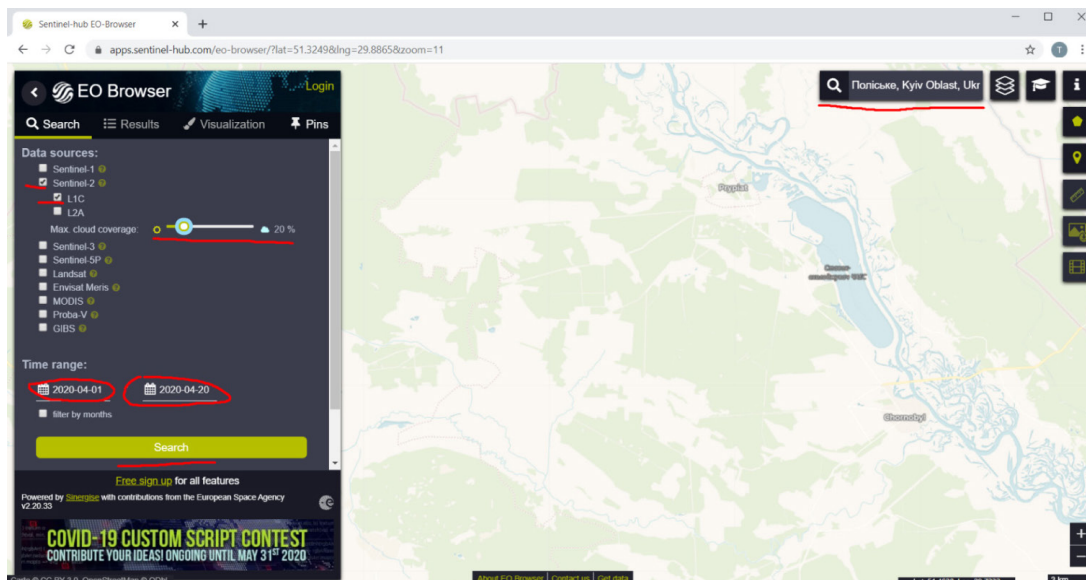 Sentinel-hub EO-Browser
apps.sentinel-hub.com/eo-browser/?lat=51.3249&lng=29.8865&zoom=11
EO Browser
Login
Search Results Visualization Pins
Data sources:
Sentinel-1
Sentinel-2
L1C
L2A
Max. cloud coverage: 20 %
Sentinel-3
Sentinel-5P
Landsat
Envisat Meris
MODIS
Proba-V
GIBS
Time range:
2020-04-01 2020-04-20
filter by months
Search
Free sign up for all features
Powered by Sinergise with contributions from the European Space Agency
v2.20.33
COVID-19 CUSTOM SCRIPT CONTEST
CONTRIBUTE YOUR IDEAS! ONGOING UNTIL MAY 31ST 2020
Поліське, Kyiv Oblast, Ukr
Prypiat
Chornobyl
About EO Browser Contact us Get data